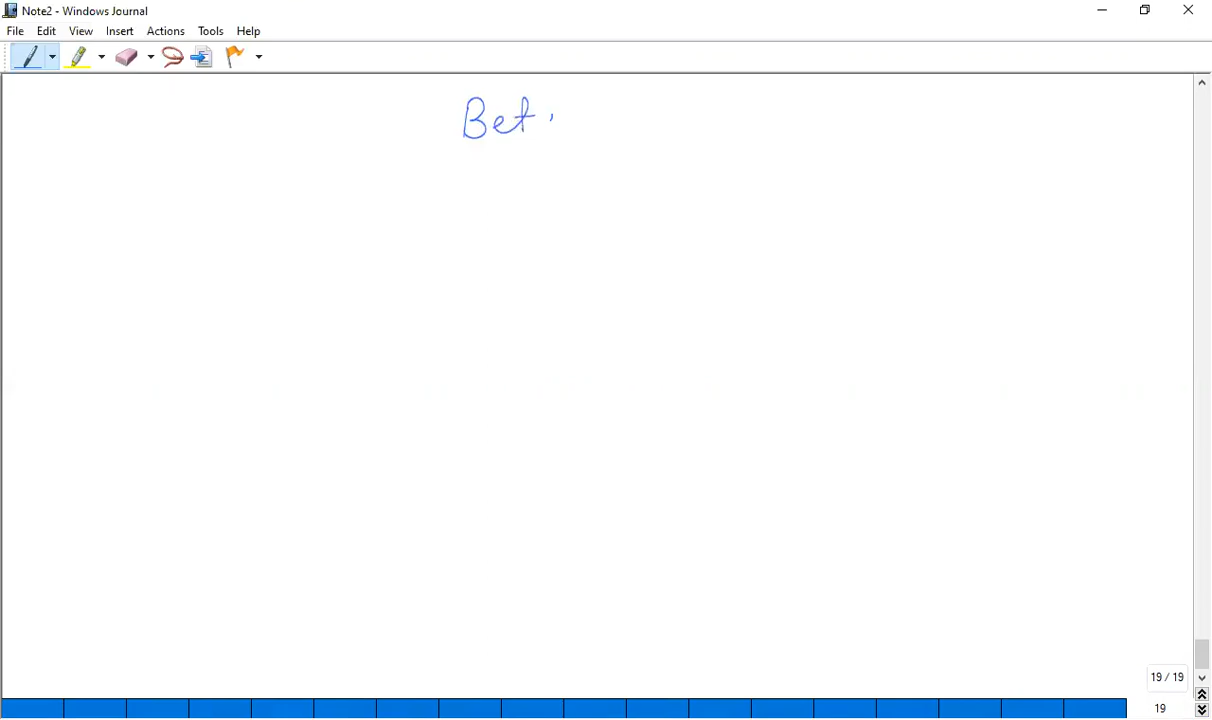 Note2 - Windows Journal
File Edit View Insert Actions Tools Help
Bet
19 / 19
19